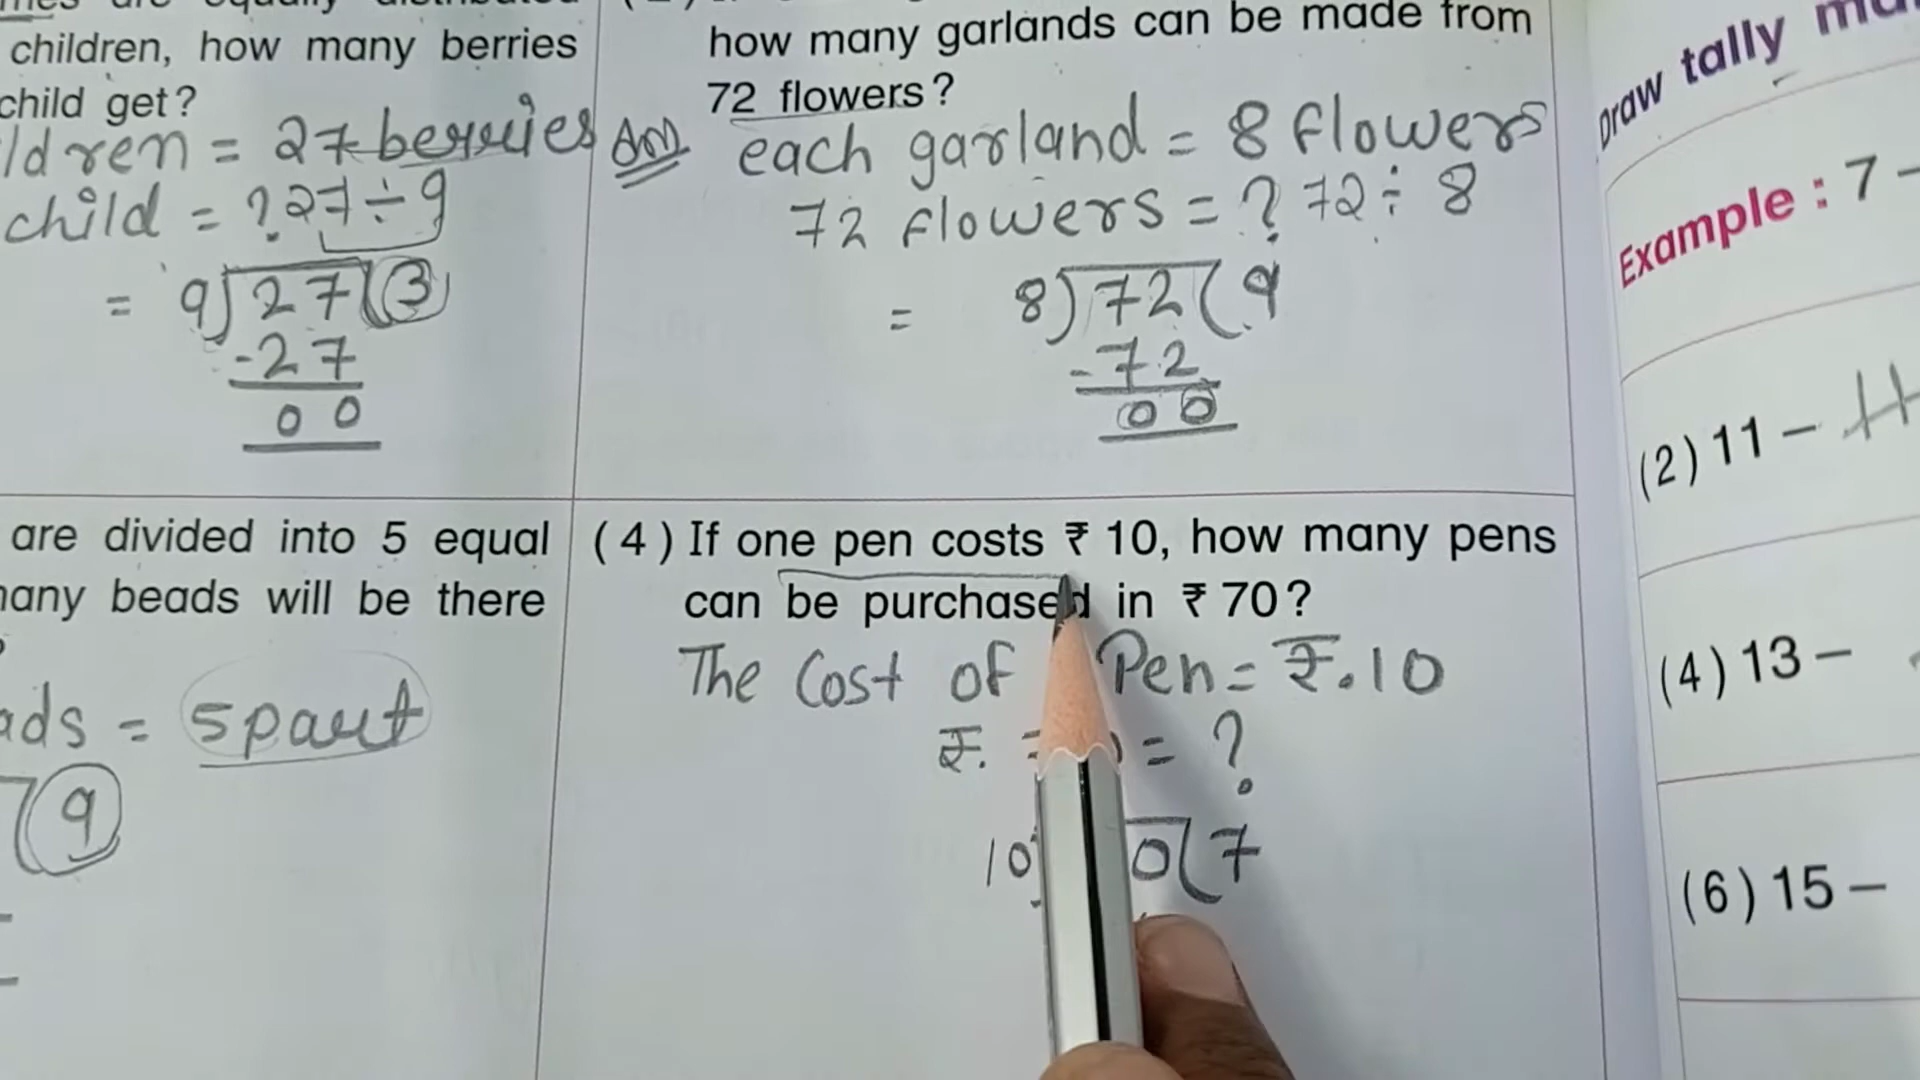 children, how many berries
child get?
ldren = 27 berries
child = ? 27 ÷ 9
= 9) 27 (3
- 27
00
how many garlands can be made from
72 flowers?
Ans each garland = 8 flowers
72 flowers = ? 72 ÷ 8
= 8) 72 (9
- 72
00
are divided into 5 equal
many beads will be there
ads = 5 part
9
(4) If one pen costs ₹ 10, how many pens
can be purchased in ₹ 70?
The Cost of Pen = ₹.10
₹. = ?
10 0(7
Draw tally
Example : 7 –
(2) 11 –
(4) 13 –
(6) 15 –